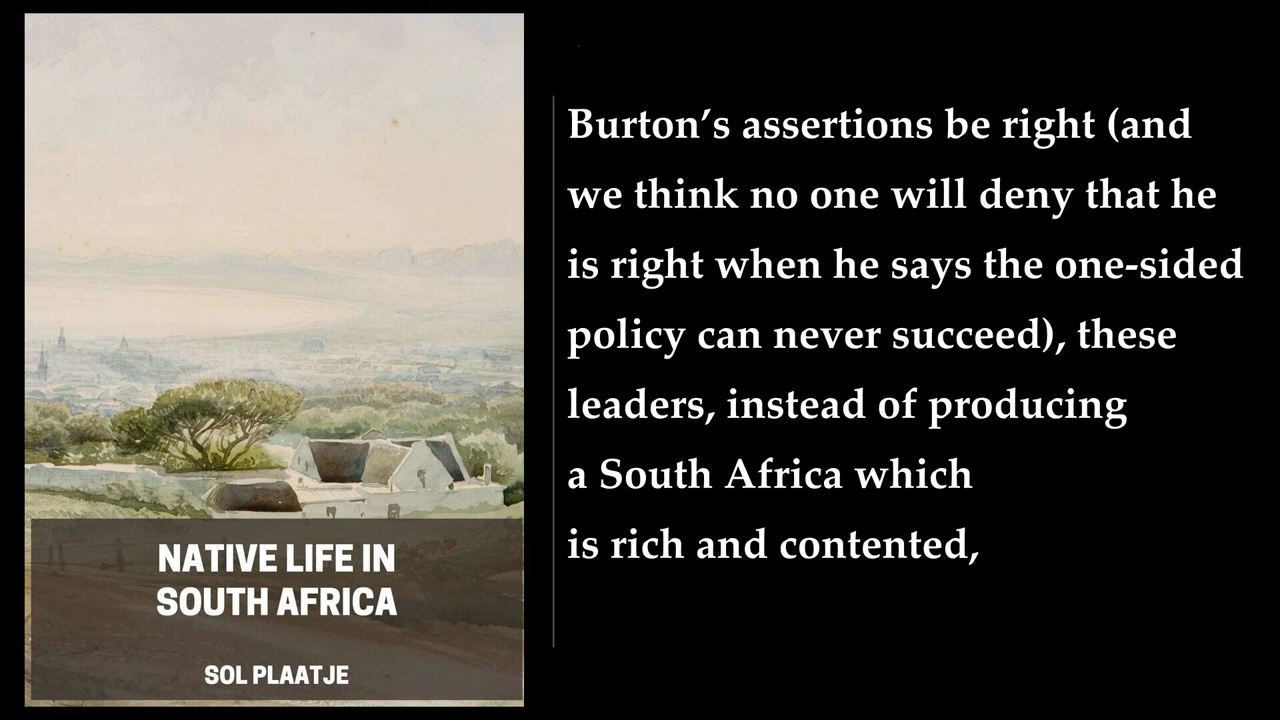 NATIVE LIFE IN
SOUTH AFRICA
SOL PLAATJE
Burton’s assertions be right (and
we think no one will deny that he
is right when he says the one-sided
policy can never succeed), these
leaders, instead of producing
a South Africa which
is rich and contented,